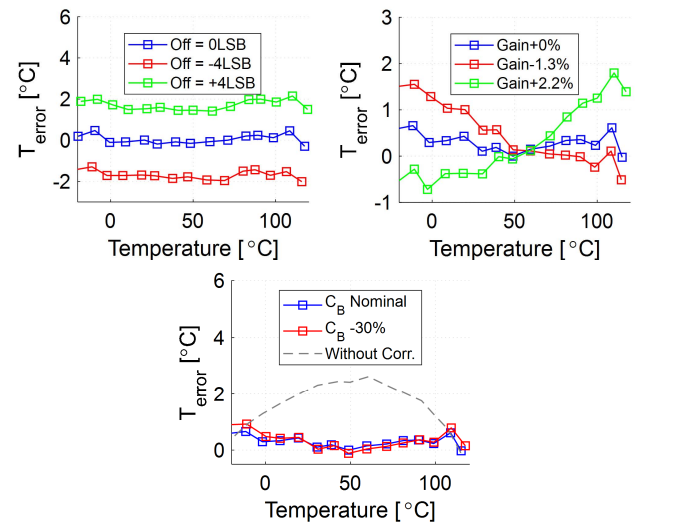 6
4
2
0
-2
T_error [°C]
Off = 0LSB
Off = -4LSB
Off = +4LSB
0 50 100
Temperature [°C]
3
2
1
0
-1
T_error [°C]
Gain+0%
Gain-1.3%
Gain+2.2%
0 50 100
Temperature [°C]
6
4
2
0
T_error [°C]
C_B Nominal
C_B -30%
Without Corr.
0 50 100
Temperature [°C]